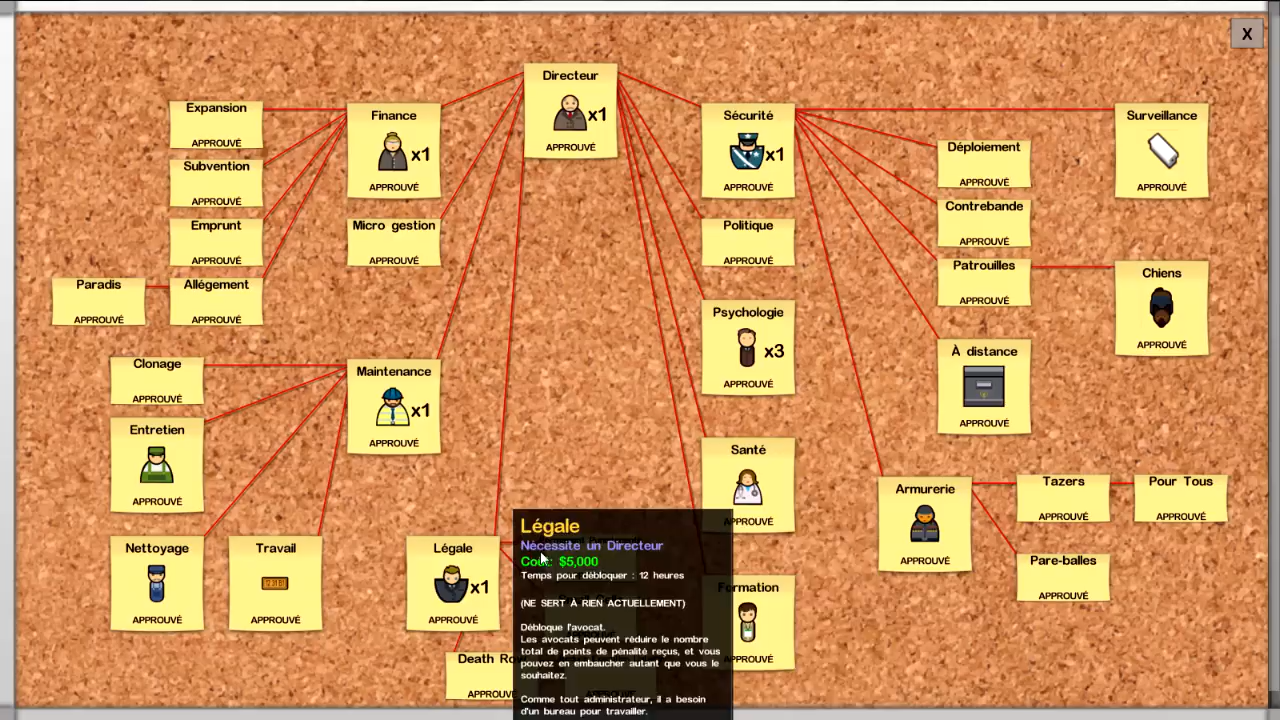 X
Directeur
x1
APPROUVÉ
Expansion
APPROUVÉ
Subvention
APPROUVÉ
Emprunt
APPROUVÉ
Paradis
APPROUVÉ
Allégement
APPROUVÉ
Finance
x1
APPROUVÉ
Micro gestion
APPROUVÉ
Sécurité
x1
APPROUVÉ
Politique
APPROUVÉ
Psychologie
x3
APPROUVÉ
Santé
APPROUVÉ
Formation
APPROUVÉ
Déploiement
APPROUVÉ
Contrebande
APPROUVÉ
Patrouilles
APPROUVÉ
À distance
APPROUVÉ
Surveillance
APPROUVÉ
Chiens
APPROUVÉ
Armurerie
APPROUVÉ
Tazers
APPROUVÉ
Pour Tous
APPROUVÉ
Pare-balles
APPROUVÉ
Clonage
APPROUVÉ
Entretien
APPROUVÉ
Maintenance
x1
APPROUVÉ
Nettoyage
APPROUVÉ
Travail
APPROUVÉ
Légale
x1
APPROUVÉ
Death Ro
APPROUVÉ
Légale
Nécessite un Directeur
$5,000
Temps pour débloquer : 12 heures
(NE SERT À RIEN ACTUELLEMENT)
Débloque l'avocat.
Les avocats peuvent réduire le nombre
total de points de pénalité reçus, et vous
pouvez en embaucher autant que vous le
souhaitez.
Comme tout administrateur, il a besoin
d'un bureau pour travailler.